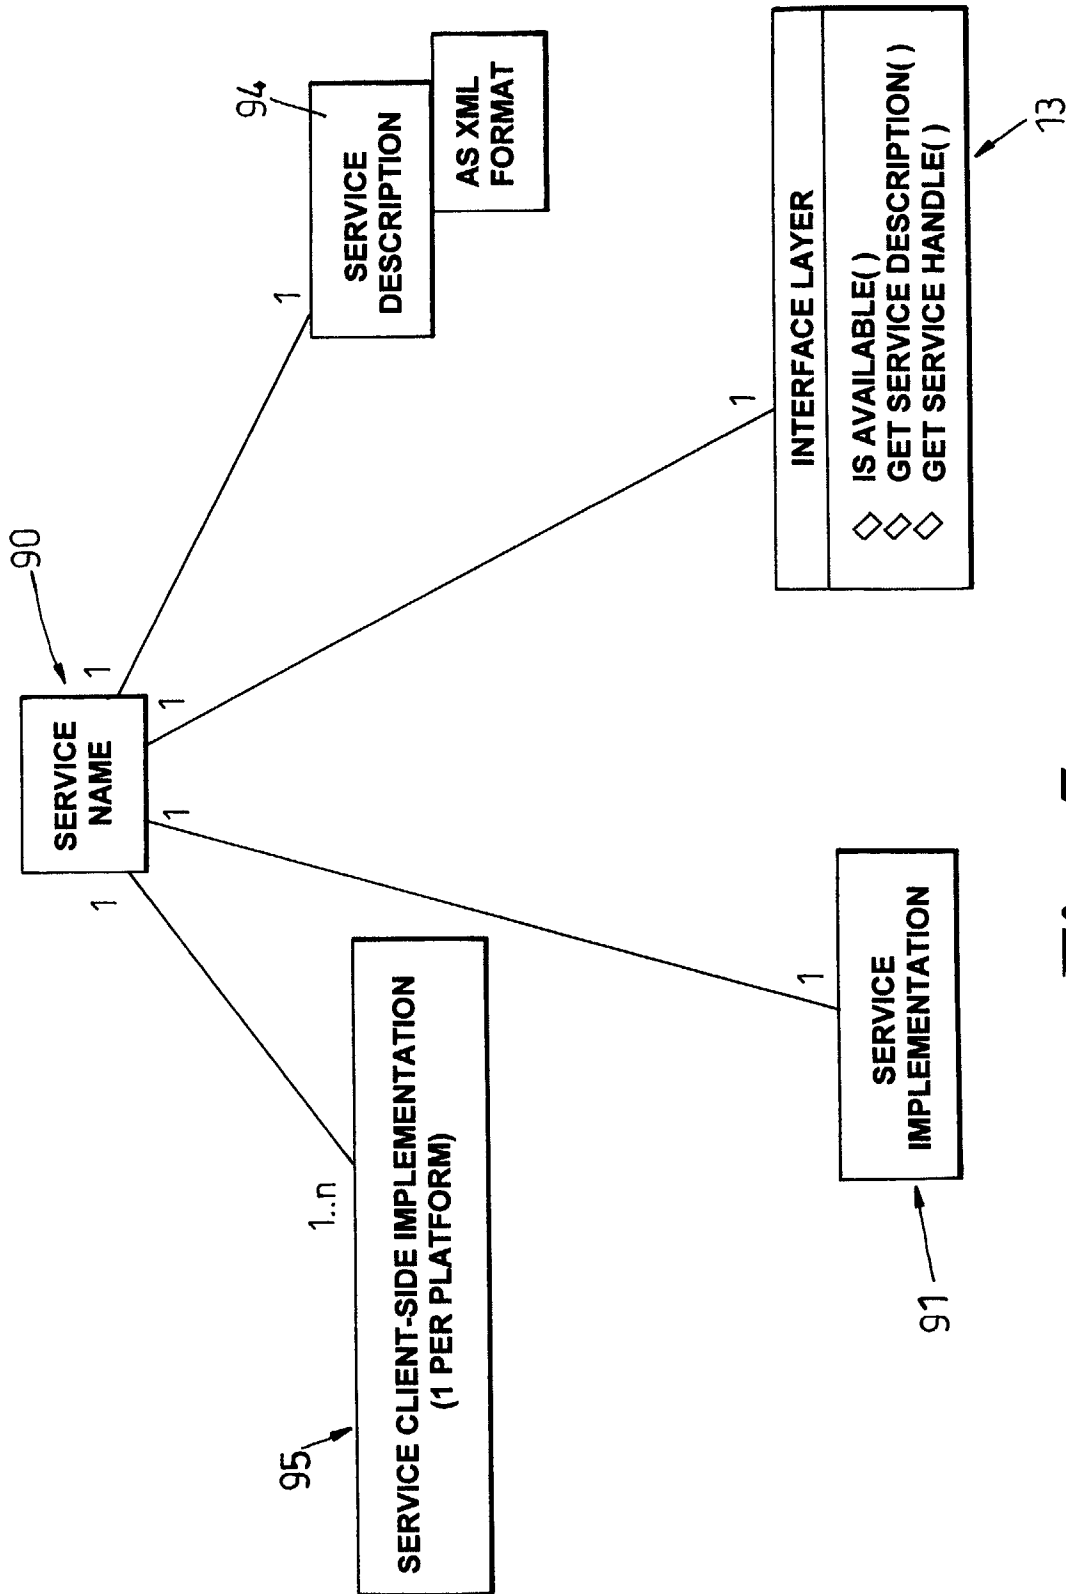 90
SERVICE
NAME
1
1
1
1
94
SERVICE
DESCRIPTION
AS XML
FORMAT
1
95
SERVICE CLIENT-SIDE IMPLEMENTATION
(1 PER PLATFORM)
1..n
91
SERVICE
IMPLEMENTATION
1
INTERFACE LAYER
IS AVAILABLE( )
GET SERVICE DESCRIPTION( )
GET SERVICE HANDLE( )
1
13